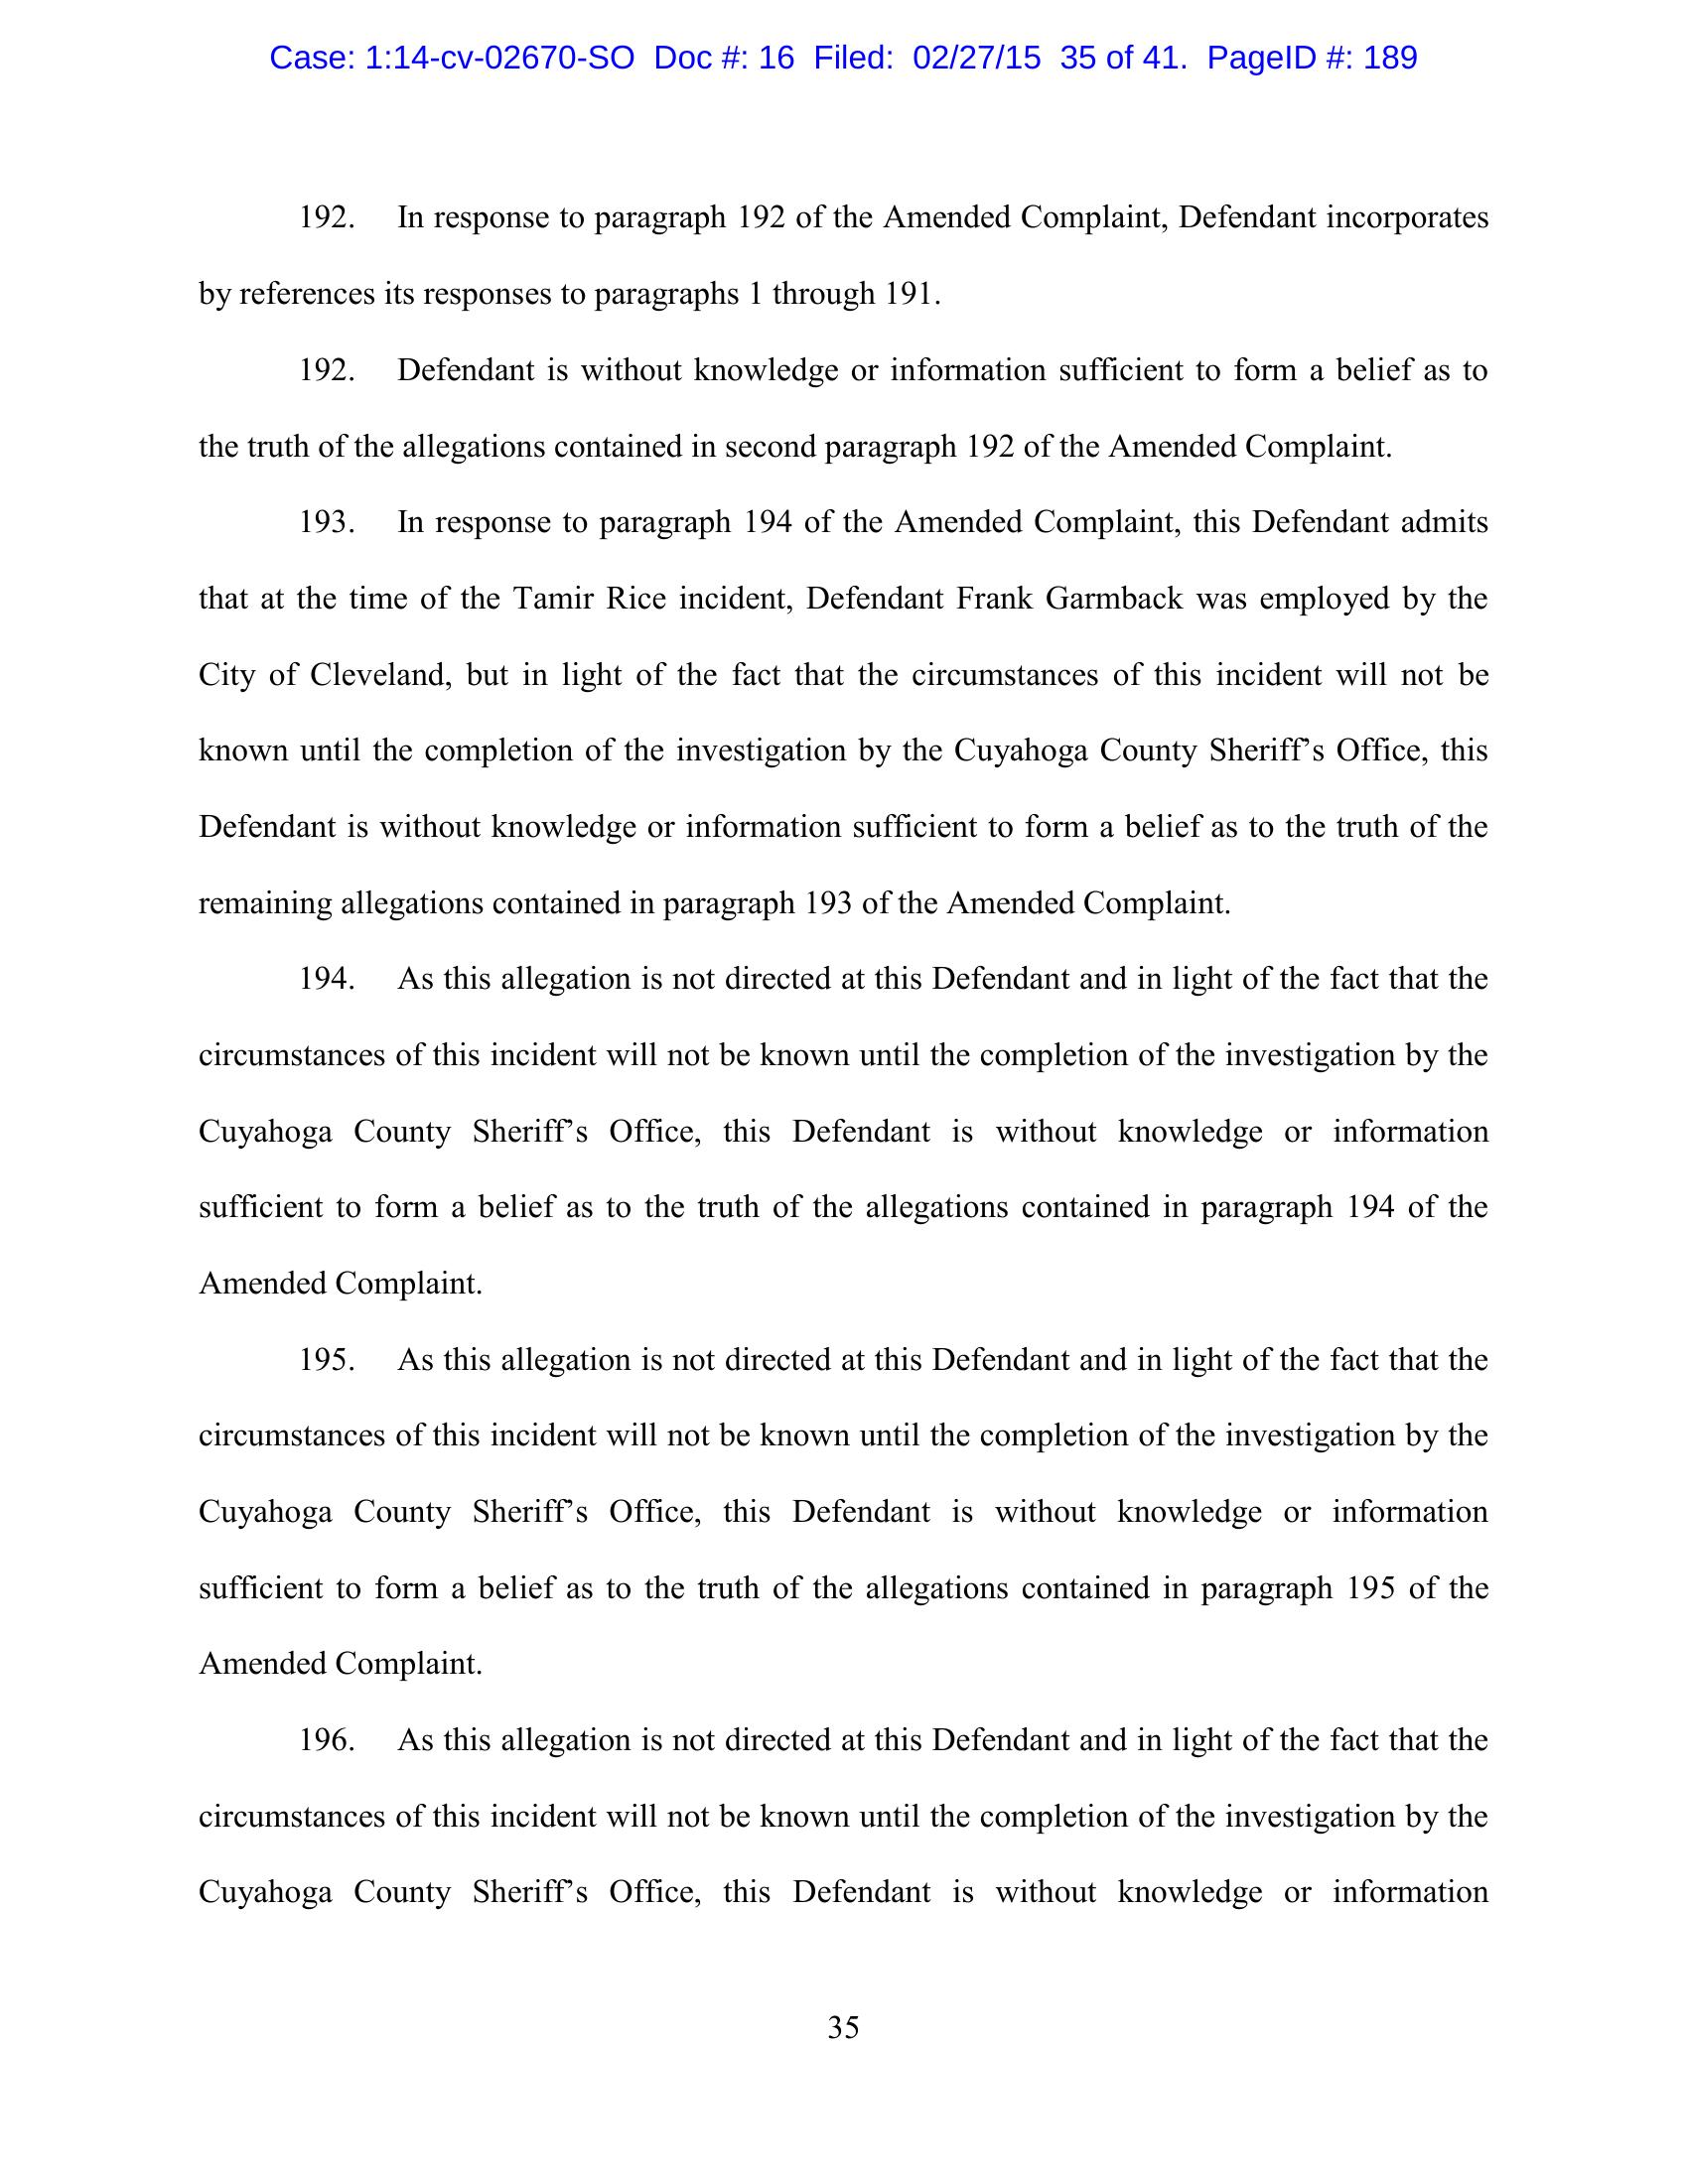 Case: 1:14-cv-02670-SO Doc #: 16 Filed: 02/27/15 35 of 41. PageID #: 189
192. In response to paragraph 192 of the Amended Complaint, Defendant incorporates
by references its responses to paragraphs 1 through 191.
192. Defendant is without knowledge or information sufficient to form a belief as to
the truth of the allegations contained in second paragraph 192 of the Amended Complaint.
193. In response to paragraph 194 of the Amended Complaint, this Defendant admits
that at the time of the Tamir Rice incident, Defendant Frank Garmback was employed by the
City of Cleveland, but in light of the fact that the circumstances of this incident will not be
known until the completion of the investigation by the Cuyahoga County Sheriff’s Office, this
Defendant is without knowledge or information sufficient to form a belief as to the truth of the
remaining allegations contained in paragraph 193 of the Amended Complaint.
194. As this allegation is not directed at this Defendant and in light of the fact that the
circumstances of this incident will not be known until the completion of the investigation by the
Cuyahoga County Sheriff’s Office, this Defendant is without knowledge or information
sufficient to form a belief as to the truth of the allegations contained in paragraph 194 of the
Amended Complaint.
195. As this allegation is not directed at this Defendant and in light of the fact that the
circumstances of this incident will not be known until the completion of the investigation by the
Cuyahoga County Sheriff’s Office, this Defendant is without knowledge or information
sufficient to form a belief as to the truth of the allegations contained in paragraph 195 of the
Amended Complaint.
196. As this allegation is not directed at this Defendant and in light of the fact that the
circumstances of this incident will not be known until the completion of the investigation by the
Cuyahoga County Sheriff’s Office, this Defendant is without knowledge or information
35